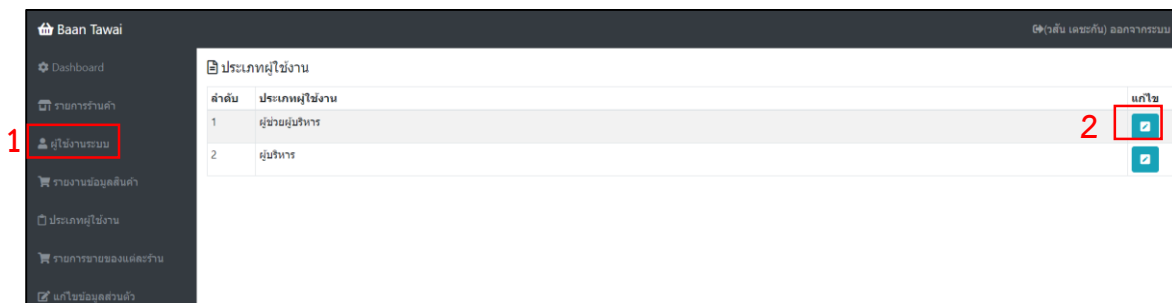 Baan Tawai
(วสัน เตชะกัน) ออกจากระบบ
Dashboard
ประเภทผู้ใช้งาน
รายการร้านค้า
ลำดับ ประเภทผู้ใช้งาน แก้ไข
1 ผู้ช่วยผู้บริหาร 2
1 ผู้ใช้งานระบบ
2 ผู้บริหาร
รายงานข้อมูลสินค้า
ประเภทผู้ใช้งาน
รายการขายของแต่ละร้าน
แก้ไขข้อมูลส่วนตัว